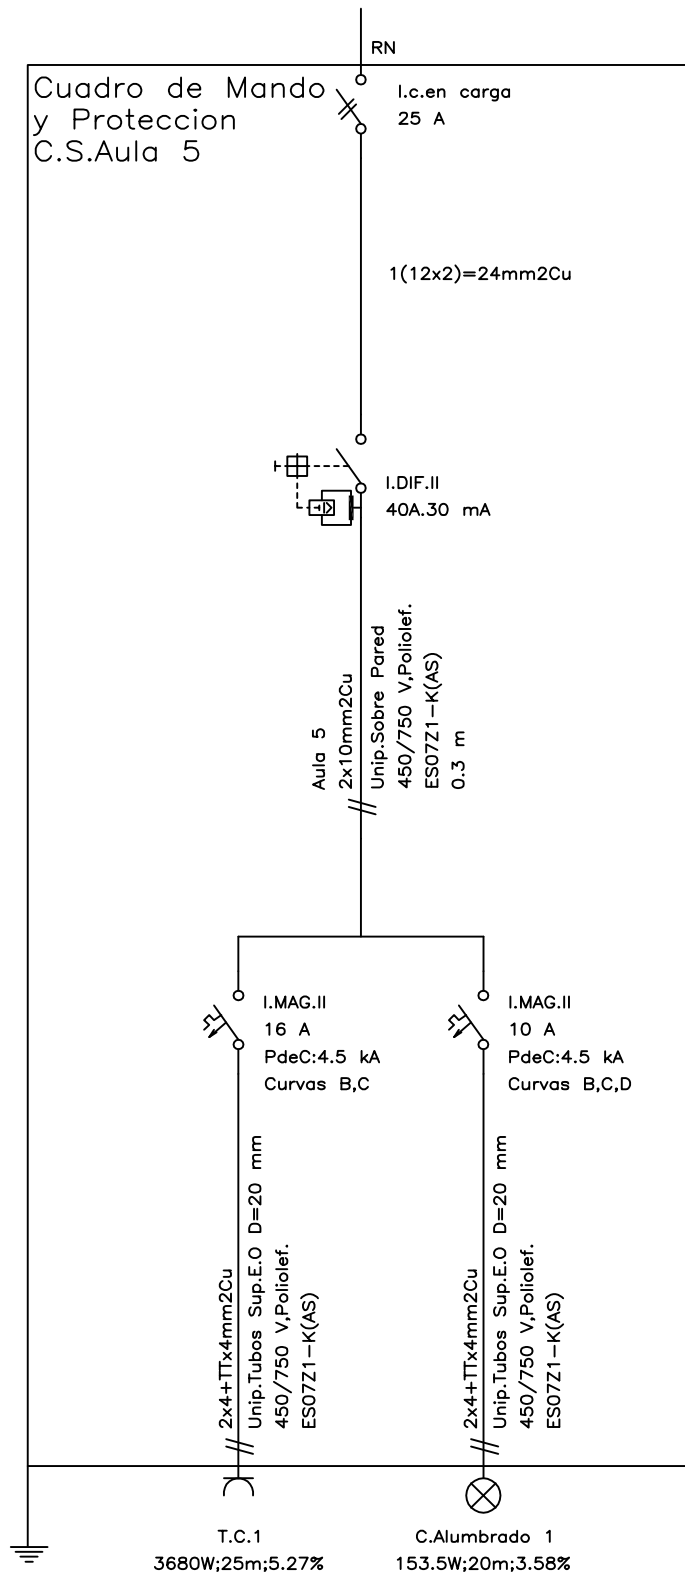 RN
Cuadro de Mando
y Proteccion
C.S.Aula 5
I.c.en carga
25 A
1(12x2)=24mm2Cu
I.DIF.II
40A.30 mA
Aula 5
2x10mm2Cu
Unip.Sobre Pared
450/750 V,Poliolef.
ES07Z1-K(AS)
0.3 m
I.MAG.II
16 A
PdeC:4.5 kA
Curvas B,C
I.MAG.II
10 A
PdeC:4.5 kA
Curvas B,C,D
2x4+TTx4mm2Cu
Unip.Tubos Sup.E.O D=20 mm
450/750 V,Poliolef.
ES07Z1-K(AS)
2x4+TTx4mm2Cu
Unip.Tubos Sup.E.O D=20 mm
450/750 V,Poliolef.
ES07Z1-K(AS)
T.C.1
3680W;25m;5.27%
C.Alumbrado 1
153.5W;20m;3.58%